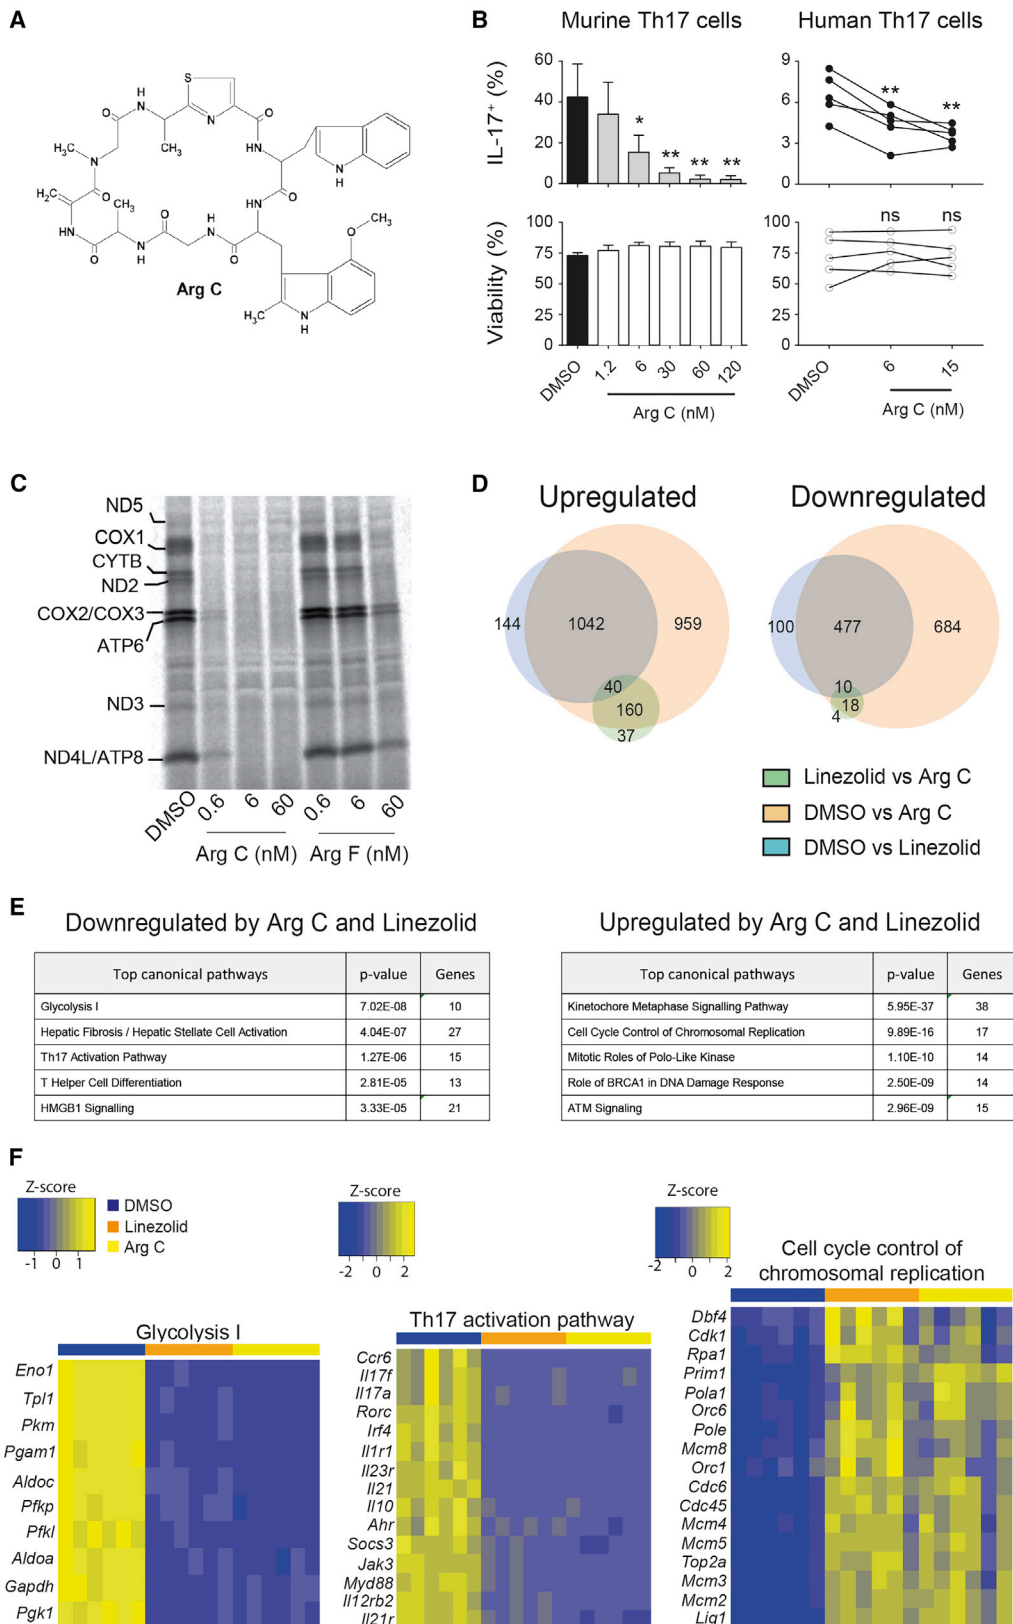 A
S
N
H
N
O
CH3
O
HN
H3C
N
N
H
H2C
O
O
CH3
O
H
N
HN
O
N
H
O
HN
O
CH3
Arg C
H3C
N
H
B
Murine Th17 cells
Human Th17 cells
IL-17+ (%)
60
40
20
0
*
**
**
**
9
6
3
0
**
**
Viability (%)
100
75
50
25
0
100
75
50
25
0
ns
ns
DMSO
1.2
6
30
60
120
Arg C (nM)
DMSO
6
15
Arg C (nM)
C
ND5
COX1
CYTB
ND2
COX2/COX3
ATP6
ND3
ND4L/ATP8
DMSO
0.6
6
60
0.6
6
60
Arg C (nM)
Arg F (nM)
D
Upregulated
Downregulated
144
1042
959
40
160
37
100
477
684
10
18
4
Linezolid vs Arg C
DMSO vs Arg C
DMSO vs Linezolid
E
Downregulated by Arg C and Linezolid
Top canonical pathways p-value Genes
Glycolysis I 7.02E-08 10
Hepatic Fibrosis / Hepatic Stellate Cell Activation 4.04E-07 27
Th17 Activation Pathway 1.27E-06 15
T Helper Cell Differentiation 2.81E-05 13
HMGB1 Signalling 3.33E-05 21
Upregulated by Arg C and Linezolid
Top canonical pathways p-value Genes
Kinetochore Metaphase Signalling Pathway 5.95E-37 38
Cell Cycle Control of Chromosomal Replication 9.89E-16 17
Mitotic Roles of Polo-Like Kinase 1.10E-10 14
Role of BRCA1 in DNA Damage Response 2.50E-09 14
ATM Signaling 2.96E-09 15
F
Z-score
-1 0 1
DMSO
Linezolid
Arg C
Glycolysis I
Eno1
Tpl1
Pkm
Pgam1
Aldoc
Pfkp
Pfkl
Aldoa
Gapdh
Pgk1
Z-score
-2 0 2
Th17 activation pathway
Ccr6
Il17f
Il17a
Rorc
Irf4
Il1r1
Il23r
Il21
Il10
Ahr
Socs3
Jak3
Myd88
Il12rb2
Il21r
Z-score
-2 0 2
Cell cycle control of
chromosomal replication
Dbf4
Cdk1
Rpa1
Prim1
Pola1
Orc6
Pole
Mcm8
Orc1
Cdc6
Cdc45
Mcm4
Mcm5
Top2a
Mcm3
Mcm2
Lig1